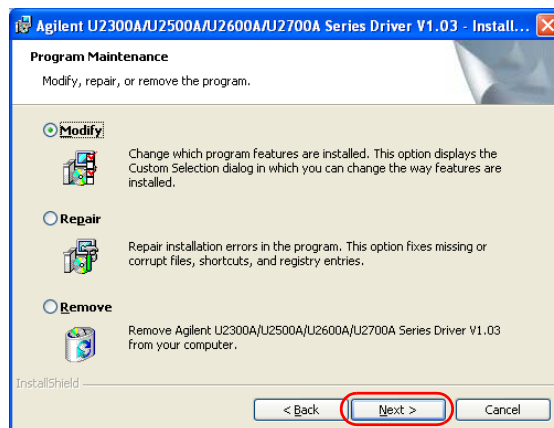 Agilent U2300A/U2500A/U2600A/U2700A Series Driver V1.03 - Install...
Program Maintenance
Modify, repair, or remove the program.
Modify
Change which program features are installed. This option displays the
Custom Selection dialog in which you can change the way features are
installed.
Repair
Repair installation errors in the program. This option fixes missing or
corrupt files, shortcuts, and registry entries.
Remove
Remove Agilent U2300A/U2500A/U2600A/U2700A Series Driver V1.03
from your computer.
InstallShield
< Back Next > Cancel